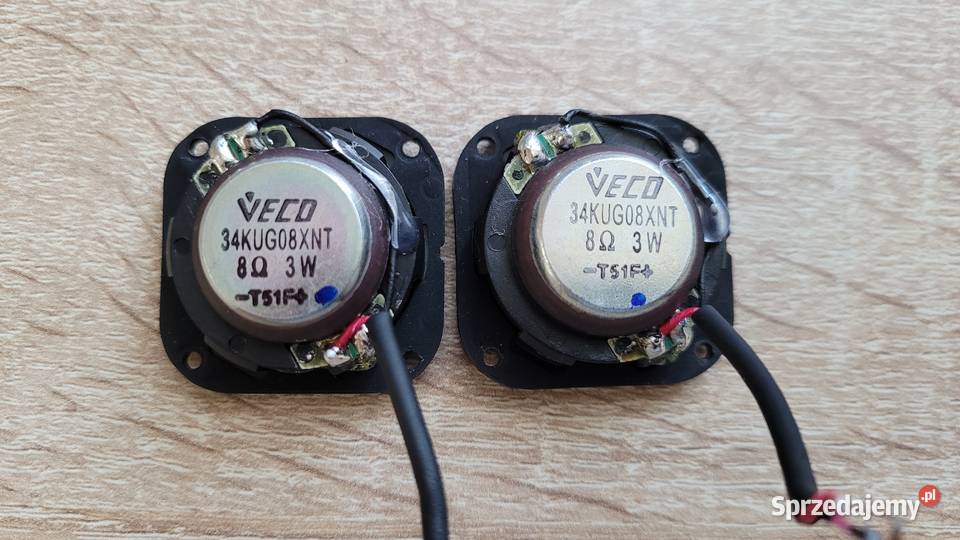 VECO
34KUG08XNT
8Ω 3W
-T51F+
VECO
34KUG08XNT
8Ω 3W
-T51F+
Sprzedajemy.pl